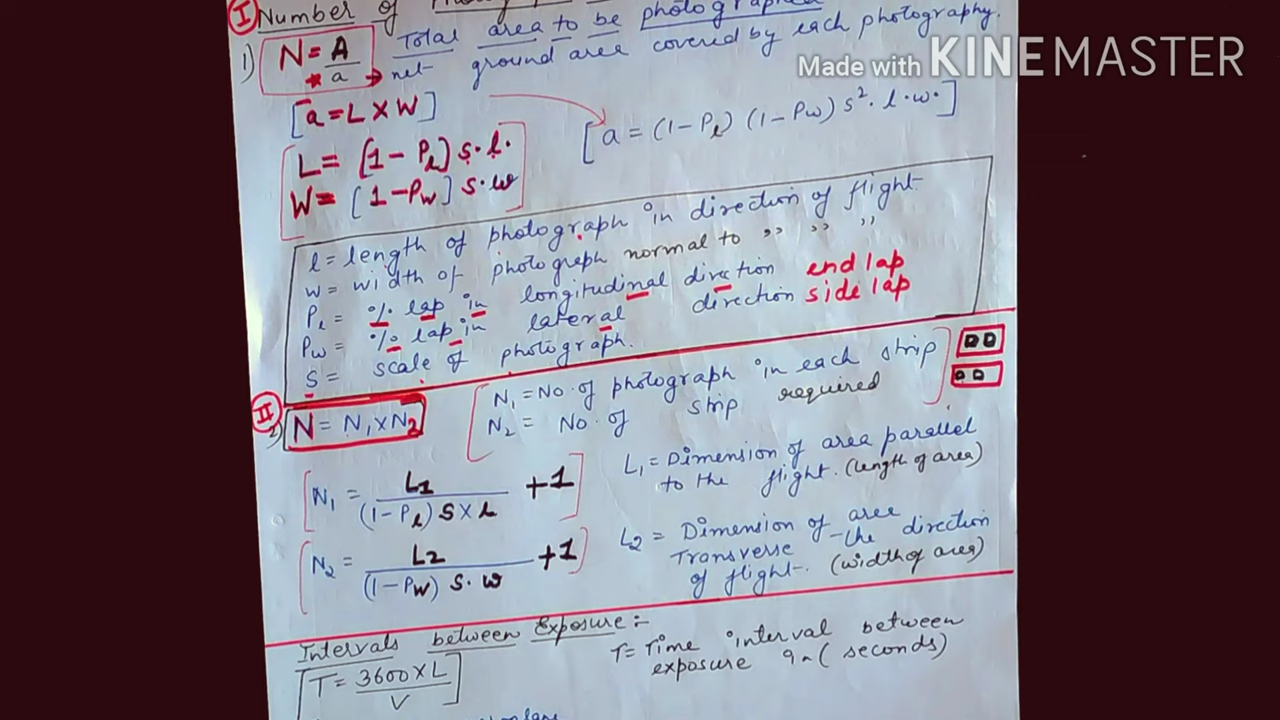 I Number of
1) N = A/a Total area to be photographed
net ground area covered by each photography.
Made with KINEMASTER
[a = L X W]
[a = (1 - Pl) (1 - Pw) s². l. w.]
L = [1 - Pl] s. l.
W = [1 - Pw] s. w
l = length of photograph in direction of flight
w = width of photograph normal to ,, ,, ,,
Pl = % lap in longitudinal direction end lap
Pw = % lap in lateral direction side lap
S = scale of photograph.
II
2) N = N1 x N2
N1 = No. of photograph in each strip
N2 = No. of strip required
N1 = L1/(1 - Pl) S X L + 1
L1 = Dimension of area parallel
to the flight. (length of area)
N2 = L2/(1 - Pw) S. w + 1
L2 = Dimension of area
Transverse the direction
of flight. (width of area)
Intervals between Exposure :-
T = 3600 X L/V
T = Time interval between
exposure in (seconds)